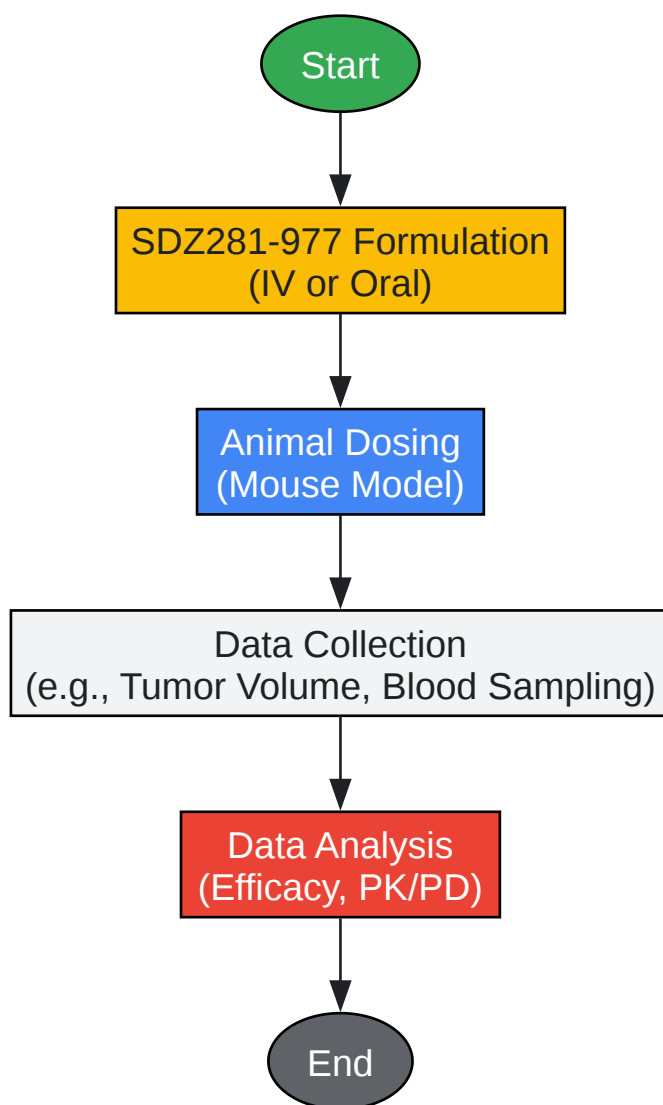 Start
SDZ281-977 Formulation
(IV or Oral)
Animal Dosing
(Mouse Model)
Data Collection
(e.g., Tumor Volume, Blood Sampling)
Data Analysis
(Efficacy, PK/PD)
End